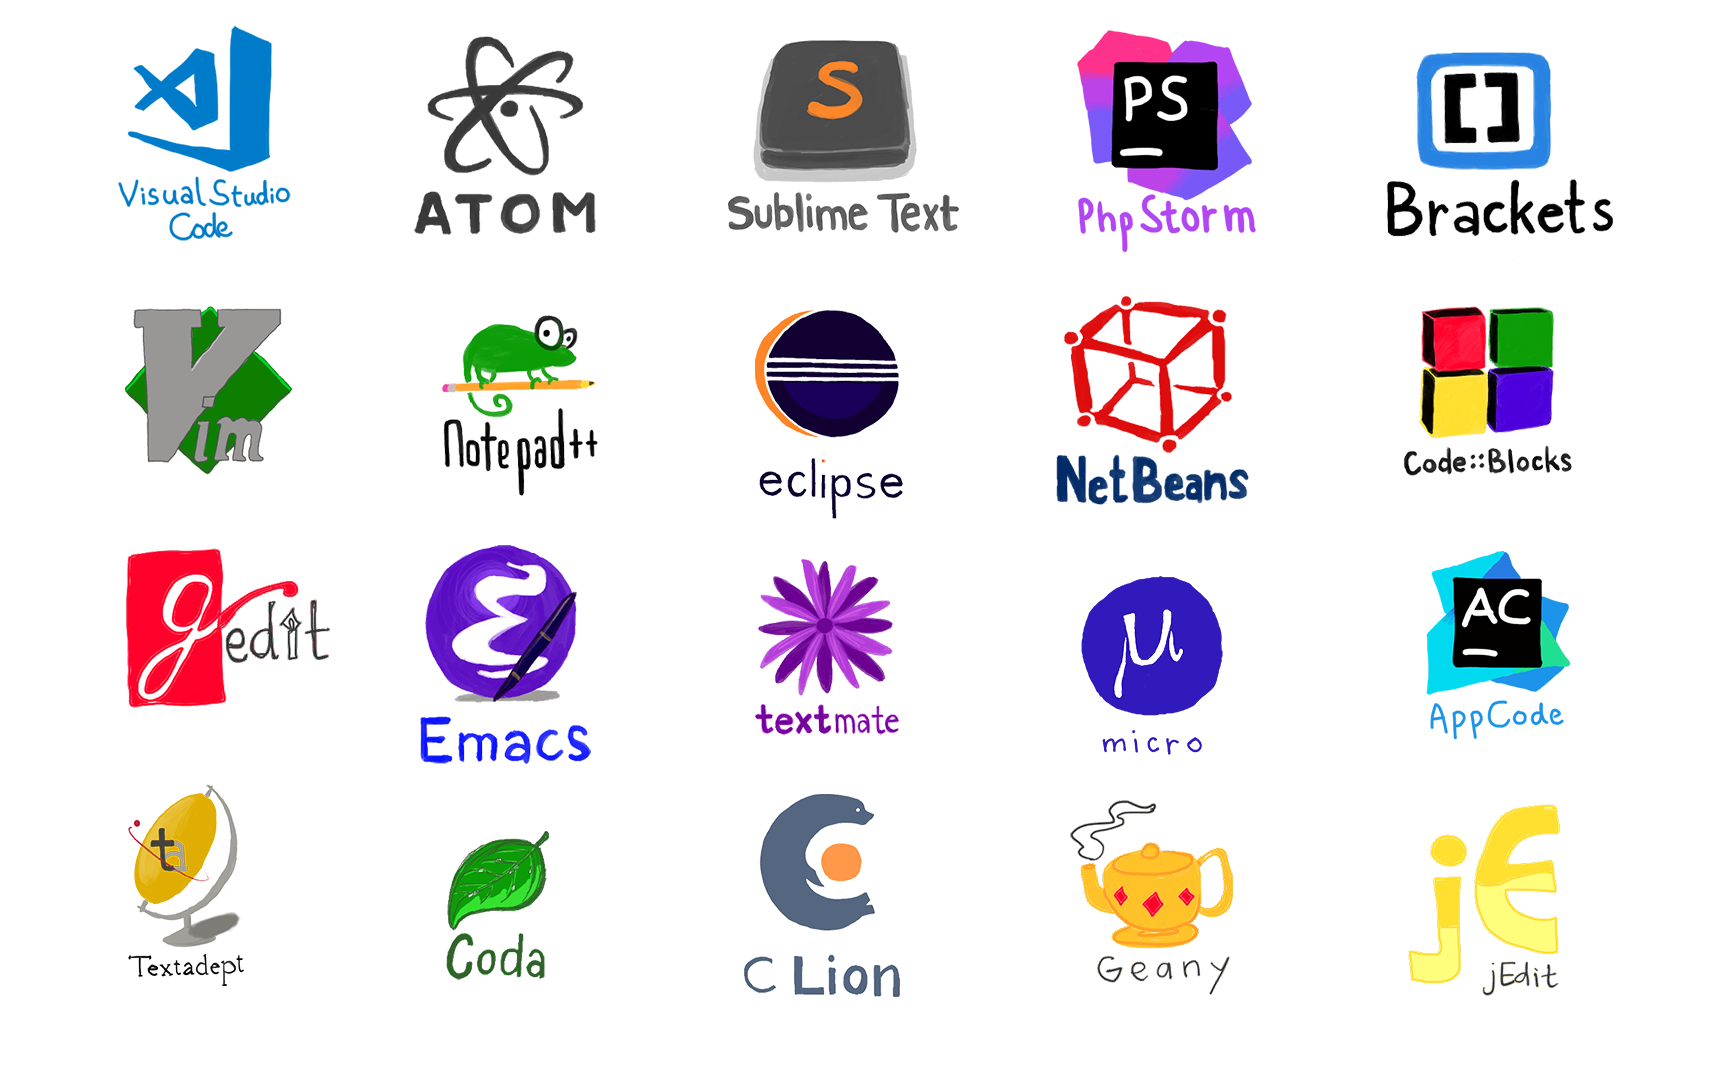 Visual Studio
Code
ATOM
S
Sublime Text
PS
PhpStorm
[]
Brackets
Vim
Notepad++
eclipse
NetBeans
Code::Blocks
gedit
Emacs
textmate
μ
micro
AC
AppCode
ta
Textadept
Coda
C Lion
Geany
jE
jEdit